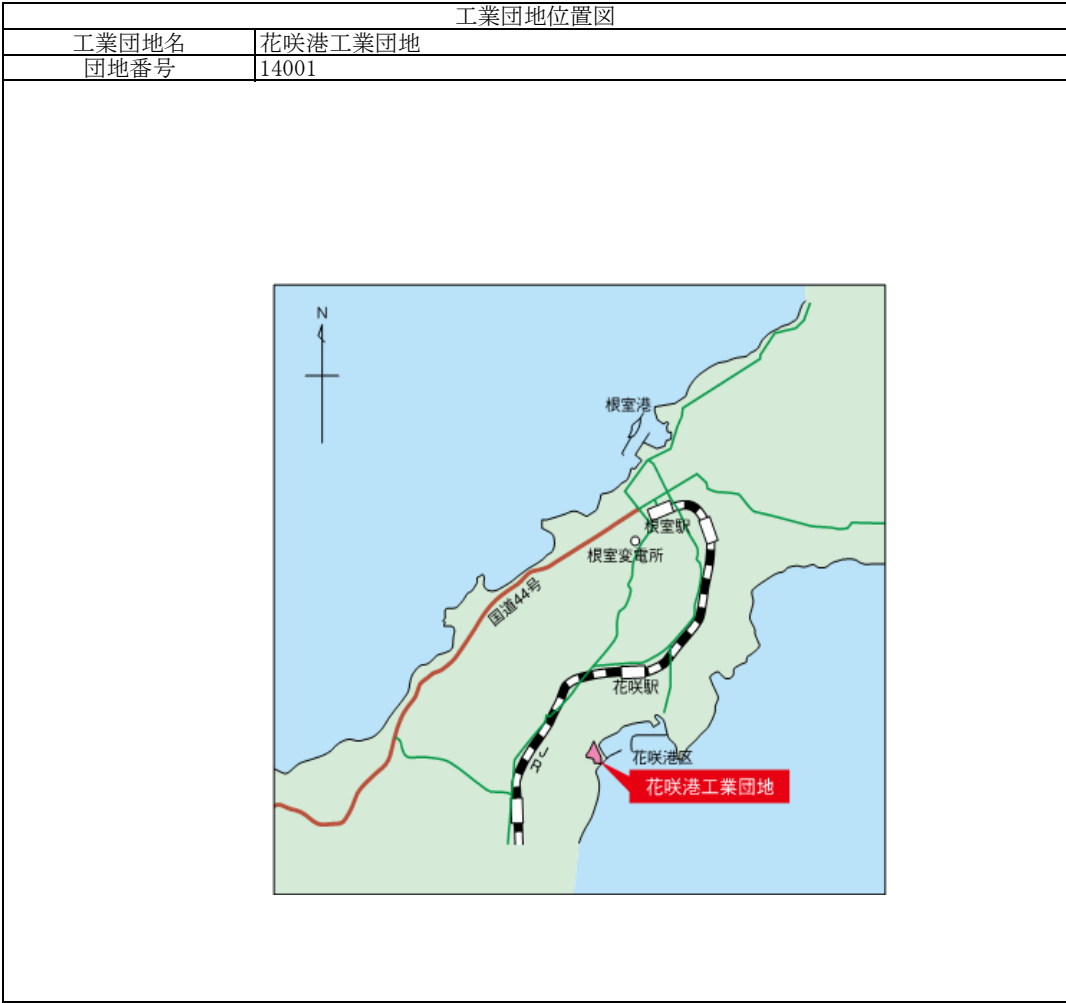 工業団地位置図
工業団地名 花咲港工業団地
団地番号 14001
N
根室港
根室駅
根室変電所
国道44号
花咲駅
JR
花咲港区
花咲港工業団地